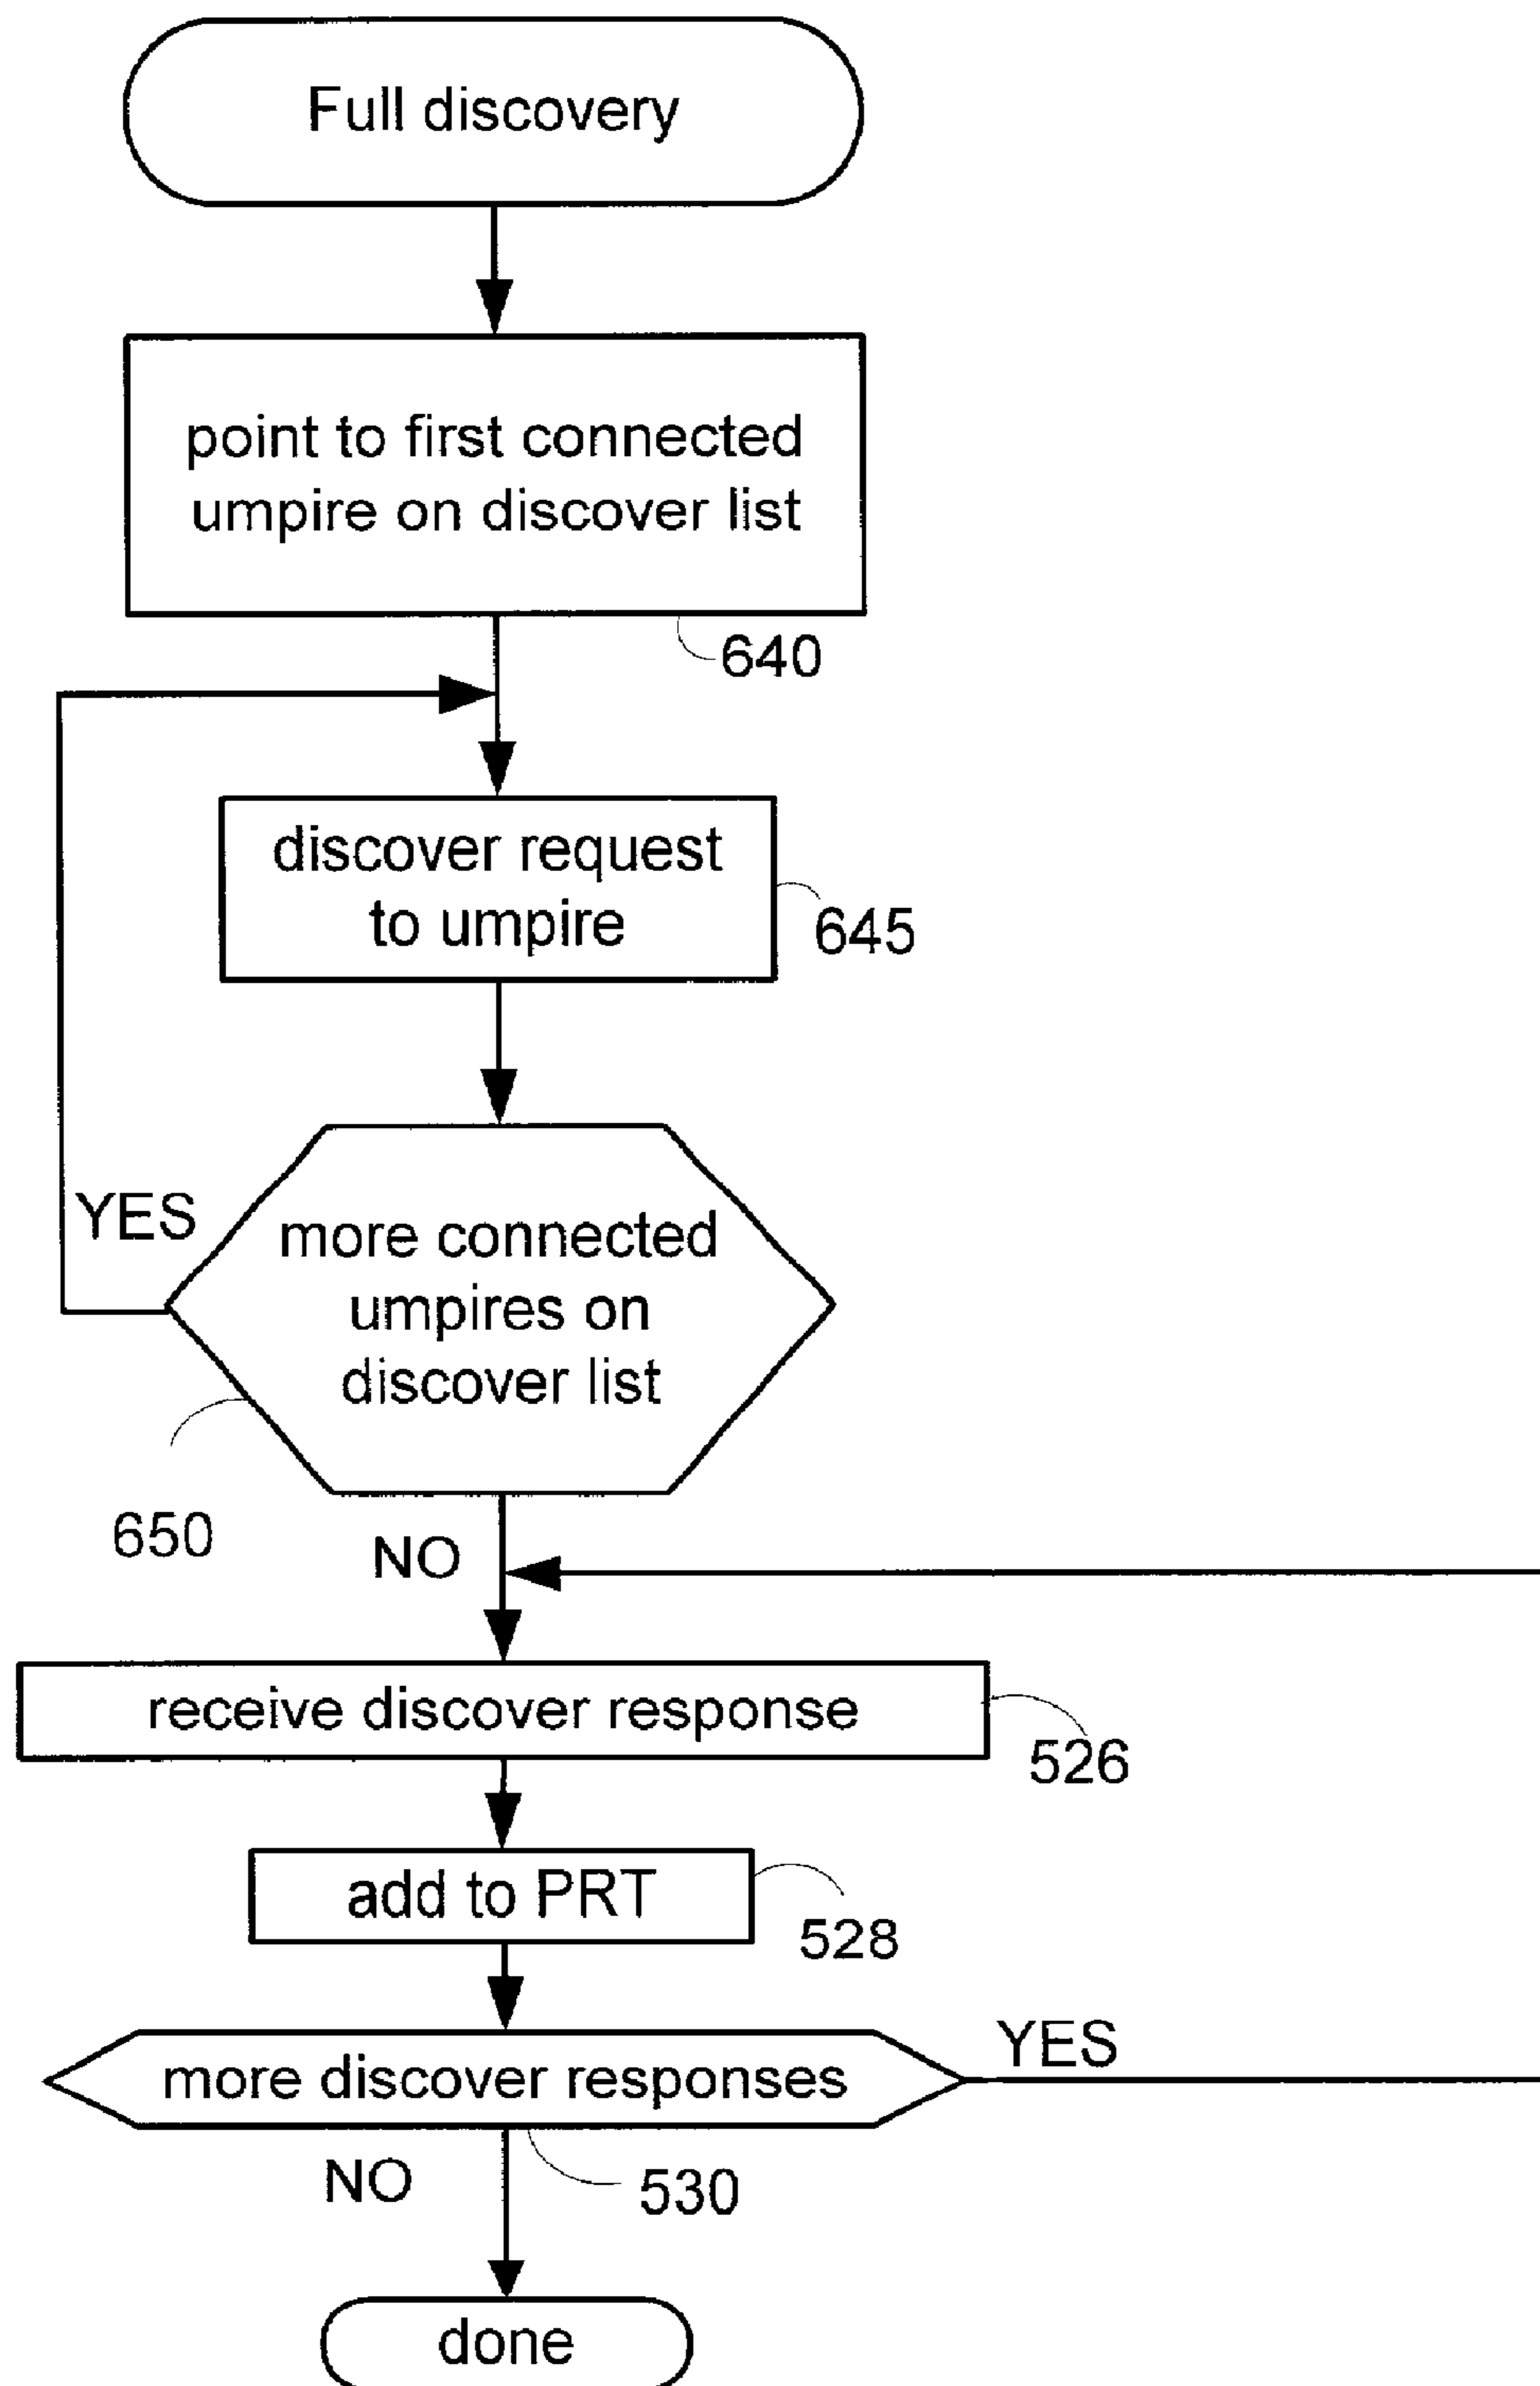 Full discovery
point to first connected
umpire on discover list
640
discover request
to umpire
645
YES
more connected
umpires on
discover list
650
NO
receive discover response
526
add to PRT
528
more discover responses
YES
NO
530
done